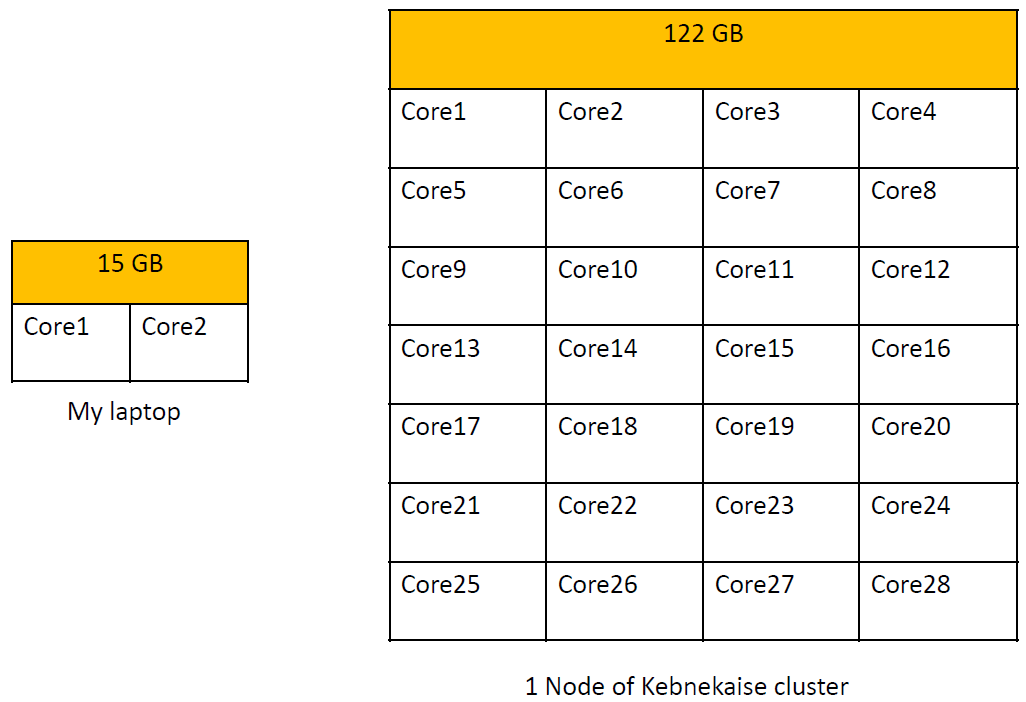 15 GB
Core1 Core2
My laptop
122 GB
Core1 Core2 Core3 Core4
Core5 Core6 Core7 Core8
Core9 Core10 Core11 Core12
Core13 Core14 Core15 Core16
Core17 Core18 Core19 Core20
Core21 Core22 Core23 Core24
Core25 Core26 Core27 Core28
1 Node of Kebnekaise cluster